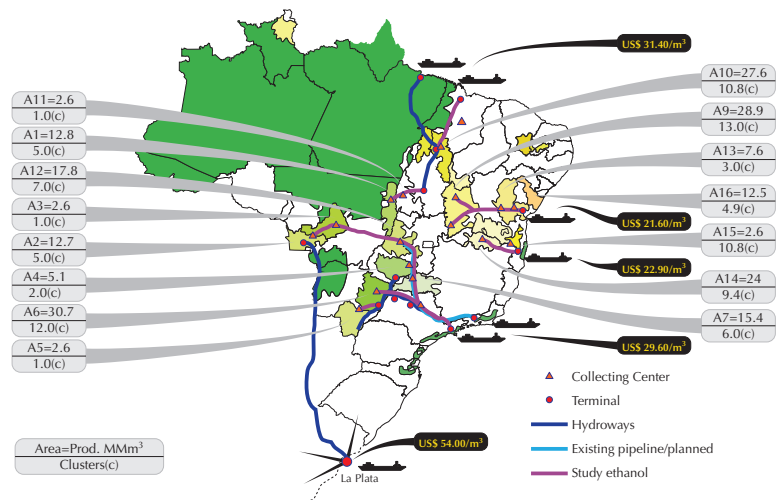 US$ 31.40/m³
A11=2.6
1.0(c)
A1=12.8
5.0(c)
A12=17.8
7.0(c)
A3=2.6
1.0(c)
A2=12.7
5.0(c)
A4=5.1
2.0(c)
A6=30.7
12.0(c)
A5=2.6
1.0(c)
A10=27.6
10.8(c)
A9=28.9
13.0(c)
A13=7.6
3.0(c)
A16=12.5
4.9(c)
US$ 21.60/m³
A15=2.6
10.8(c)
US$ 22.90/m³
A14=24
9.4(c)
A7=15.4
6.0(c)
US$ 29.60/m³
Collecting Center
Terminal
Hydroways
Existing pipeline/planned
Study ethanol
US$ 54.00/m³
La Plata
Area=Prod. MMm³
Clusters(c)